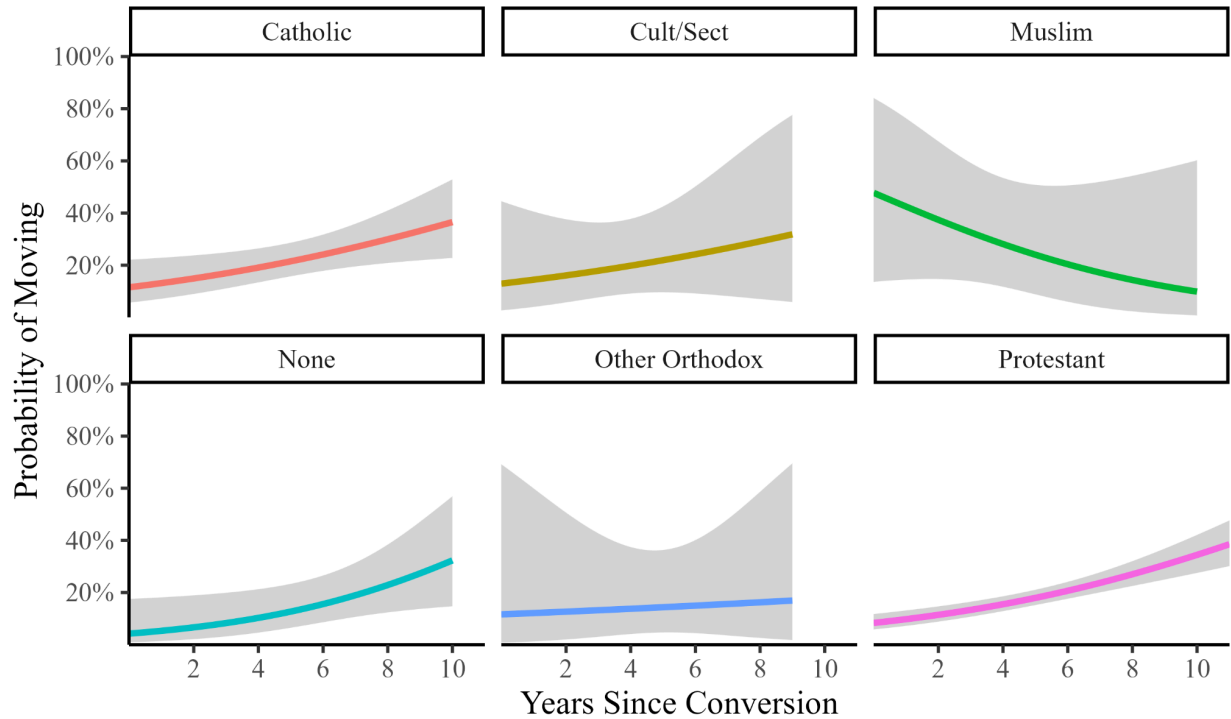 Catholic
Cult/Sect
Muslim
100%
80%
60%
40%
20%
None
Other Orthodox
Protestant
100%
80%
60%
40%
20%
2 4 6 8 10
2 4 6 8 10
2 4 6 8 10
Probability of Moving
Years Since Conversion